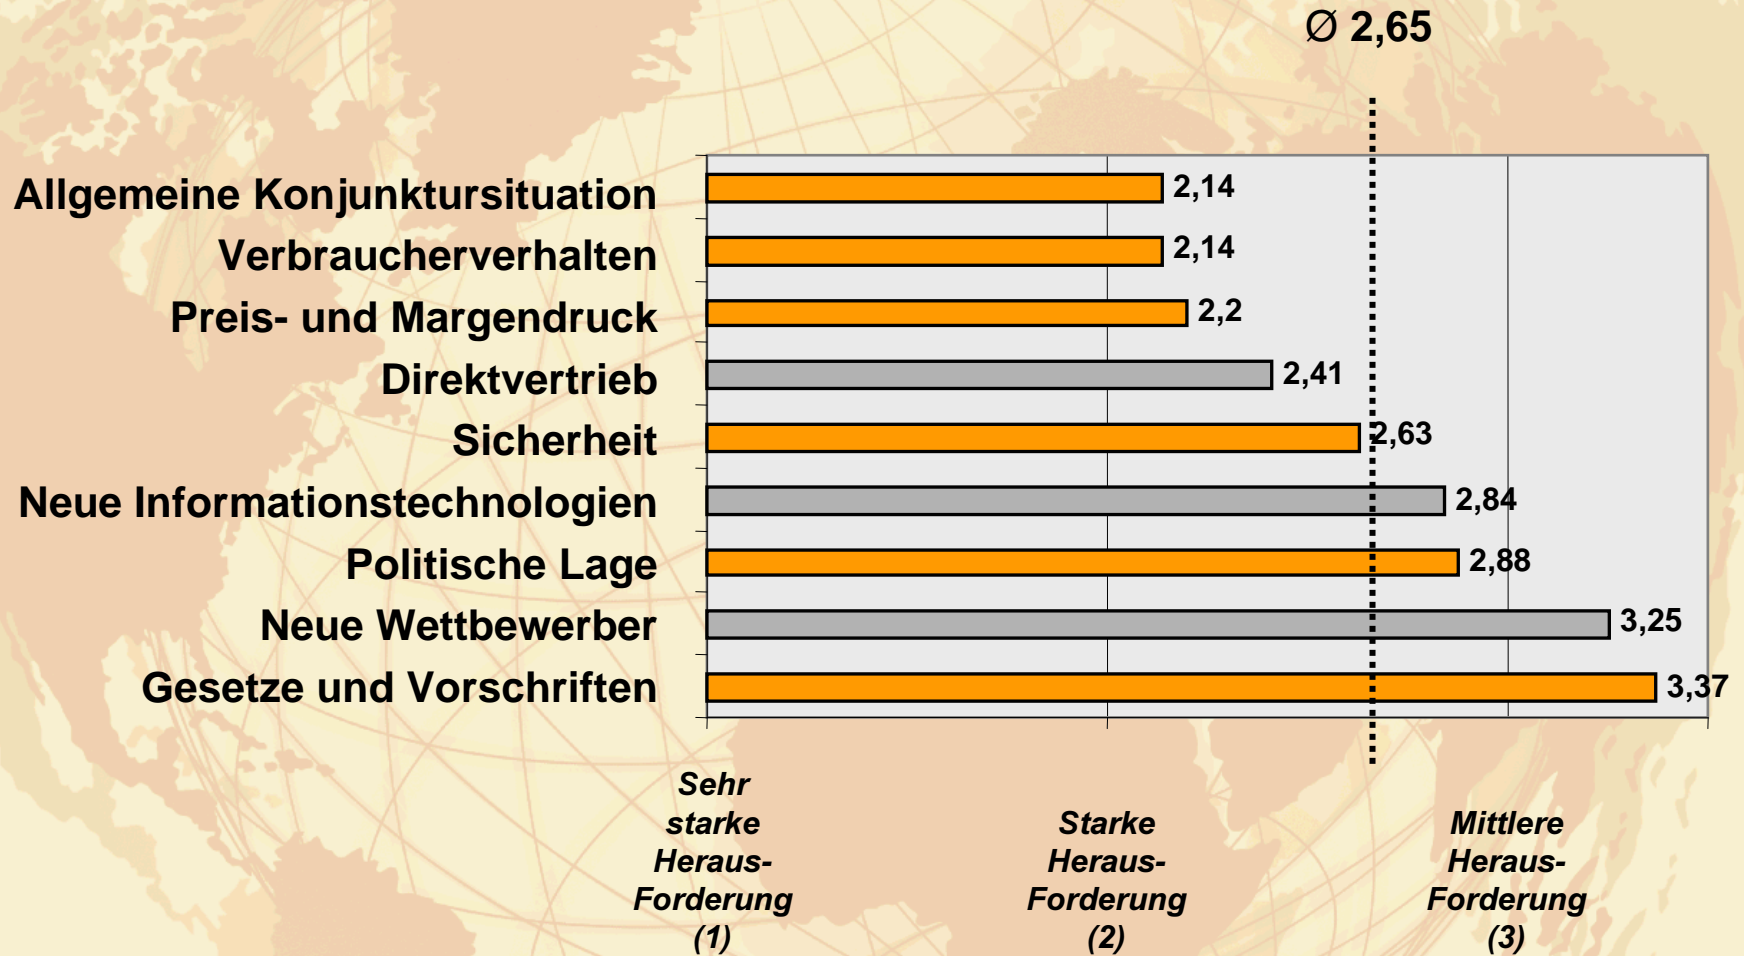 Ø 2,65
Allgemeine Konjunktursituation 2,14
Verbraucherverhalten 2,14
Preis- und Margendruck 2,2
Direktvertrieb 2,41
Sicherheit 2,63
Neue Informationstechnologien 2,84
Politische Lage 2,88
Neue Wettbewerber 3,25
Gesetze und Vorschriften 3,37
Sehr
starke
Heraus-
Forderung
(1)
Starke
Heraus-
Forderung
(2)
Mittlere
Heraus-
Forderung
(3)